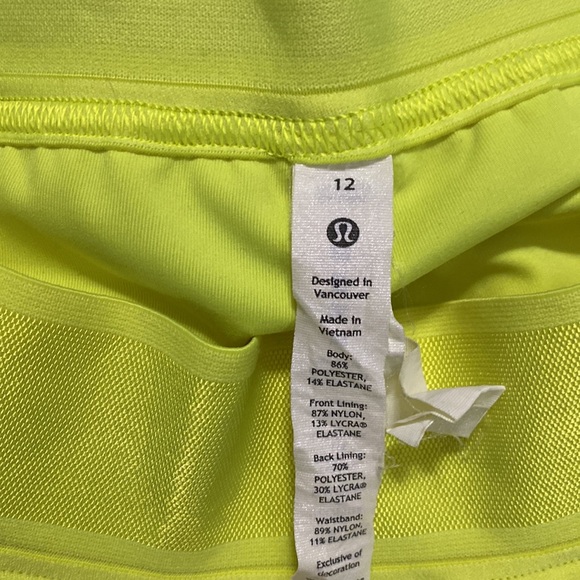 12
Designed in
Vancouver
Made in
Vietnam
Body:
86%
POLYESTER,
14% ELASTANE
Front Lining:
87% NYLON,
13% LYCRA®
ELASTANE
Back Lining:
70%
POLYESTER,
30% LYCRA®
ELASTANE
Waistband:
89% NYLON,
11% ELASTANE
Exclusive of